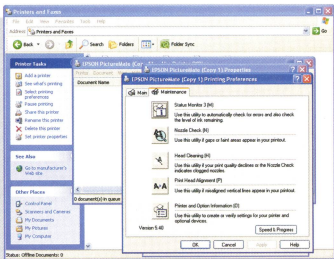 Printers and Faxes
File Edit View Favorites Tools Help
Address Printers and Faxes
Go
Back
Search
Folders
Folder Sync
Printer Tasks
Add a printer
See what's printing
Select printing preferences
Pause printing
Share this printer
Rename this printer
Delete this printer
Set printer properties
See Also
Go to manufacturer's Web site
Other Places
Control Panel
Scanners and Cameras
My Documents
My Pictures
My Computer
Status: Offline Documents: 0
EPSON PictureMate
Document Name
0 document(s) in queue
EPSON PictureMate (Copy 1) Properties
EPSON PictureMate (Copy 1) Printing Preferences
Main
Maintenance
Status Monitor 3 (M)
Use this utility to automatically check for errors and also check the level of ink remaining.
Nozzle Check (N)
Use this utility if gaps or faint areas appear in your printout.
Head Cleaning (H)
Use this utility if your print quality declines or the Nozzle Check indicates clogged nozzles.
Print Head Alignment (P)
Use this utility if misaligned vertical lines appear in your printout.
Printer and Option Information (O)
Use this utility to create or verify settings for your printer and optional devices.
Version 5.40
Speed & Progress
OK
Cancel
Apply
Help